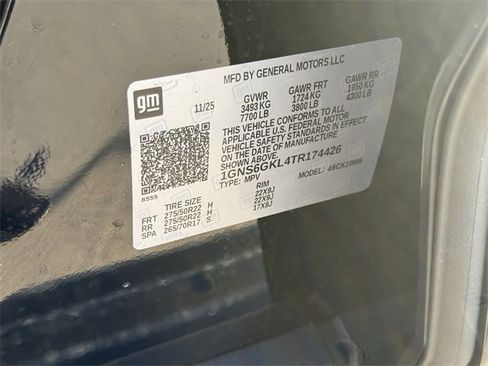 MFD BY GENERAL MOTORS LLC
gm
11/25
GVWR GAWR FRT GAWR RR
3493 KG 1724 KG 1950 KG
7700 LB 3800 LB 4300 LB
THIS VEHICLE CONFORMS TO ALL
APPLICABLE U.S. FEDERAL MOTOR
VEHICLE SAFETY STANDARDS IN
EFFECT ON THE DATE OF MANUFACTURE
SHOWN ABOVE.
1GNS6GKL4TR174426
TYPE: MPV MODEL:
8555
TIRE SIZE RIM
FRT 275/50R22 H 22X9J
RR 275/50R22 H 22X9J
SPA 265/70R17 S 17X8J